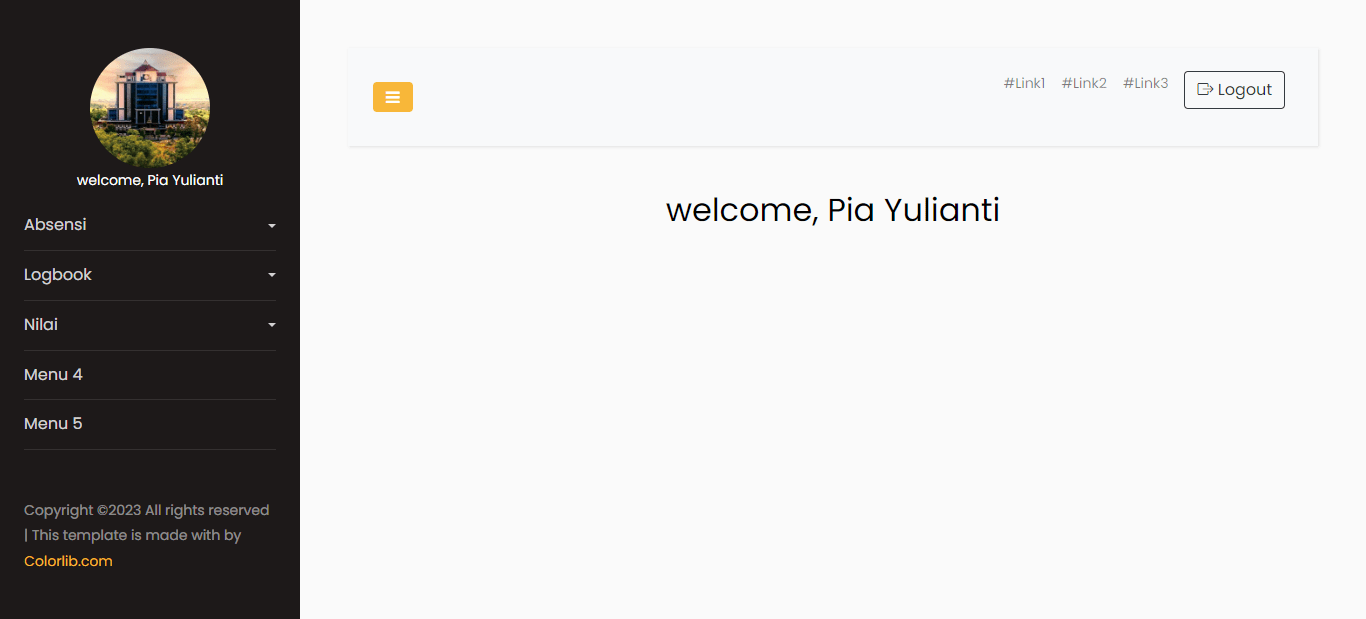 welcome, Pia Yulianti
Absensi
Logbook
Nilai
Menu 4
Menu 5
Copyright ©2023 All rights reserved
| This template is made with by
Colorlib.com
#Link1 #Link2 #Link3 Logout
welcome, Pia Yulianti